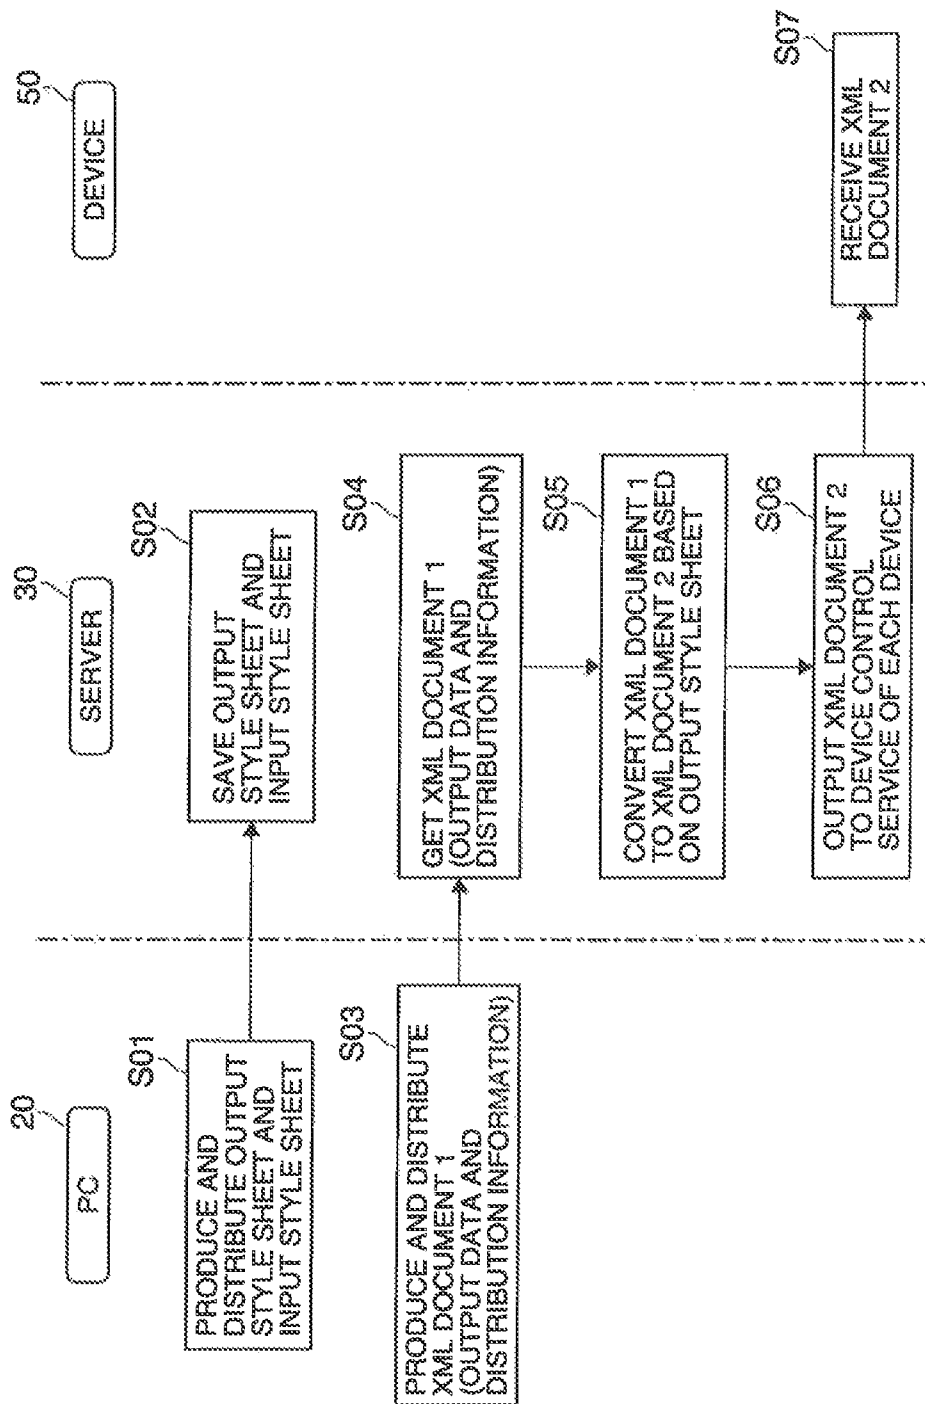 20
PC
30
SERVER
50
DEVICE
S01
PRODUCE AND
DISTRIBUTE OUTPUT
STYLE SHEET AND
INPUT STYLE SHEET
S02
SAVE OUTPUT
STYLE SHEET AND
INPUT STYLE SHEET
S03
PRODUCE AND DISTRIBUTE
XML DOCUMENT 1
(OUTPUT DATA AND
DISTRIBUTION INFORMATION)
S04
GET XML DOCUMENT 1
(OUTPUT DATA AND
DISTRIBUTION INFORMATION)
S05
CONVERT XML DOCUMENT 1
TO XML DOCUMENT 2 BASED
ON OUTPUT STYLE SHEET
S06
OUTPUT XML DOCUMENT 2
TO DEVICE CONTROL
SERVICE OF EACH DEVICE
S07
RECEIVE XML
DOCUMENT 2